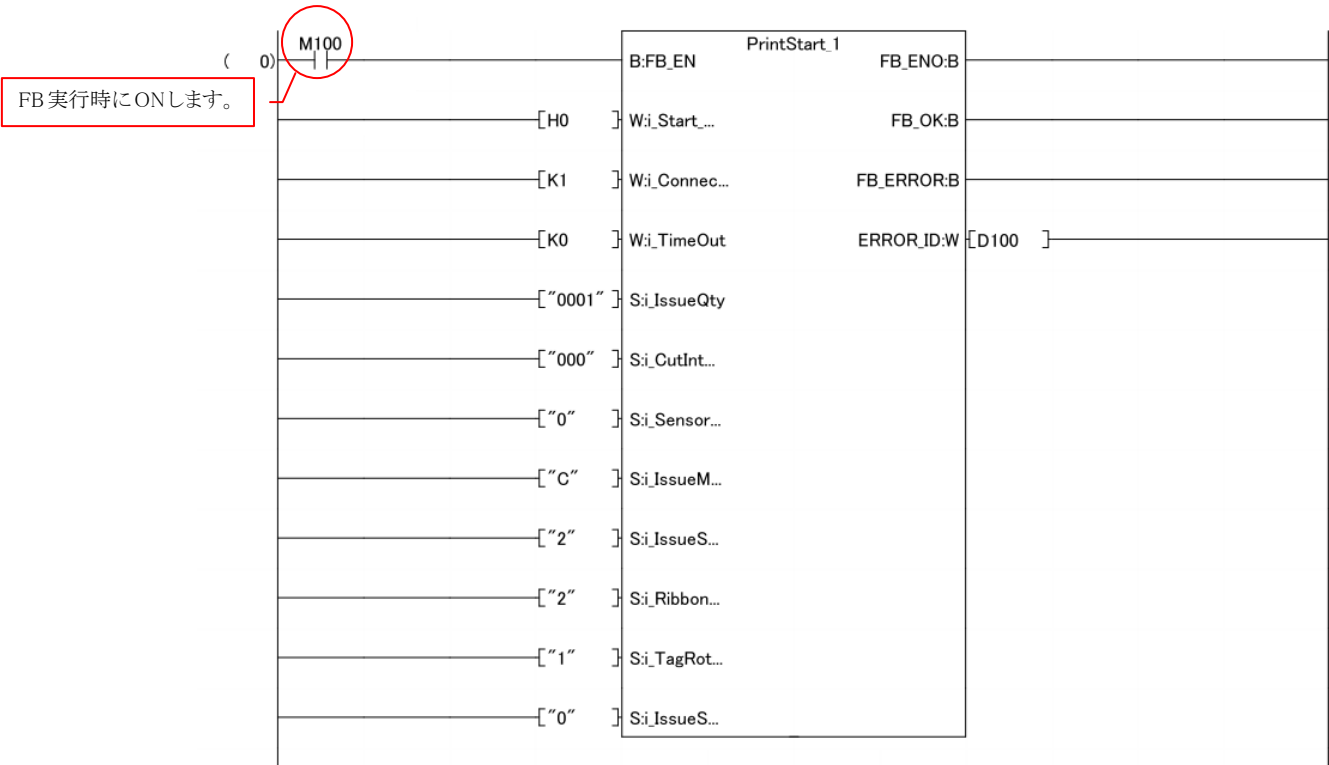 PrintStart_1
M100
( 0)
B:FB_EN FB_ENO:B
FB 実行時にONします。
[H0 ] W:i_Start_... FB_OK:B
[K1 ] W:i_Connec... FB_ERROR:B
[K0 ] W:i_TimeOut ERROR_ID:W [D100 ]
["0001" ] S:i_IssueQty
["000" ] S:i_CutInt...
["0" ] S:i_Sensor...
["C" ] S:i_IssueM...
["2" ] S:i_IssueS...
["2" ] S:i_Ribbon...
["1" ] S:i_TagRot...
["0" ] S:i_IssueS...